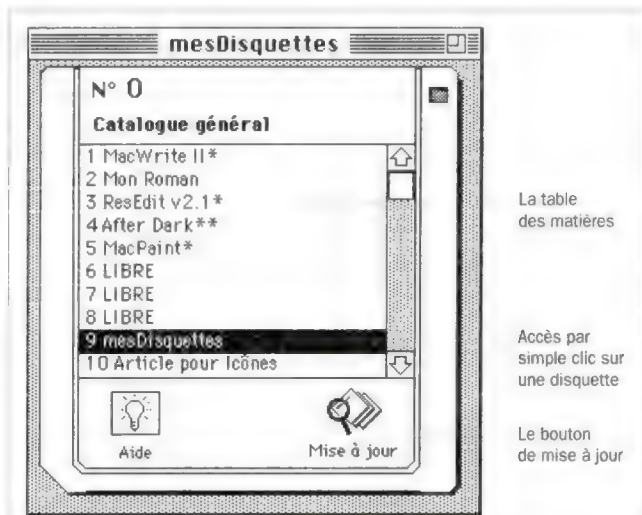 mesDisquettes
N° 0
Catalogue général
1 MacWrite II*
2 Mon Roman
3 ResEdit v2.1*
4 After Dark**
5 MacPaint*
6 LIBRE
7 LIBRE
8 LIBRE
9 mesDisquettes
10 Article pour Icônes
Aide
Mise à jour
La table
des matières
Accès par
simple clic sur
une disquette
Le bouton
de mise à jour